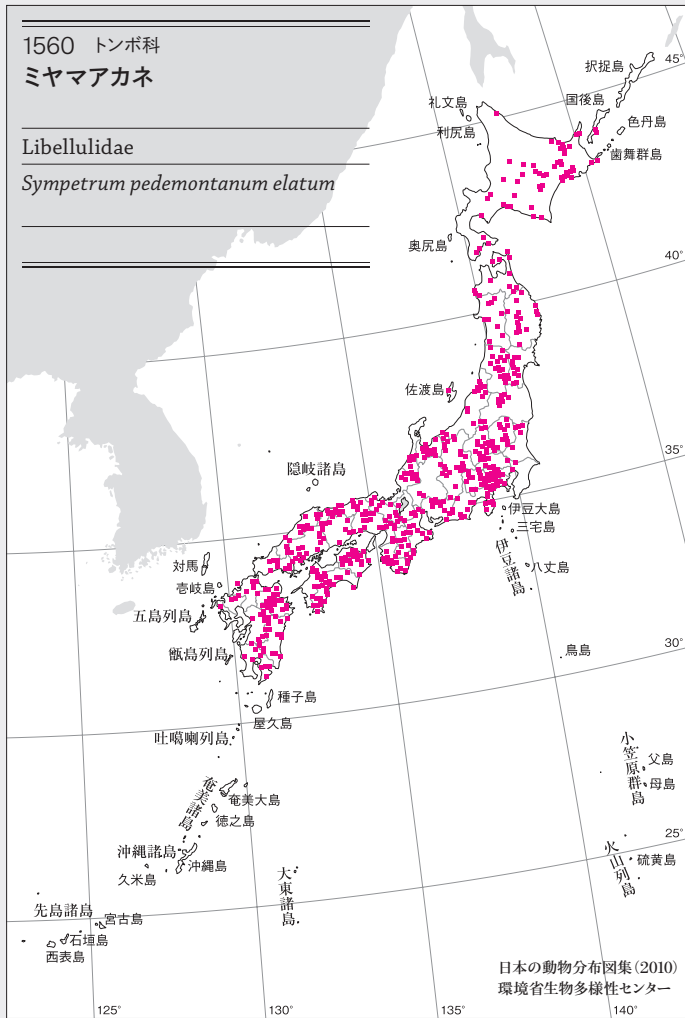 1560 トンボ科
ミヤマアカネ
Libellulidae
Sympetrum pedemontanum elatum
択捉島
45°
国後島
礼文島
色丹島
利尻島
歯舞群島
奥尻島
40°
佐渡島
35°
隠岐諸島
伊豆大島
三宅島
伊豆諸島
八丈島
対馬
壱岐島
五島列島
甑島列島
鳥島
30°
種子島
屋久島
吐噶喇列島
小笠原群島
父島
母島
奄美諸島
奄美大島
徳之島
25°
沖縄諸島
沖縄島
久米島
火山列島
硫黄島
大東諸島
先島諸島
宮古島
石垣島
西表島
日本の動物分布図集(2010)
環境省生物多様性センター
125°
130°
135°
140°